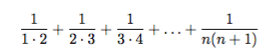 1/(1 · 2) + 1/(2 · 3) + 1/(3 · 4) + … + 1/(n(n + 1))